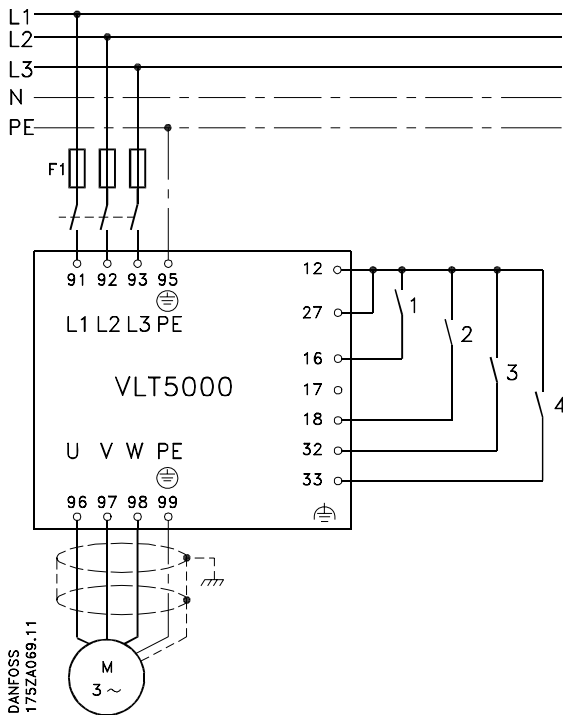 L1
L2
L3
N
PE
F1
91 92 93 95
L1 L2 L3 PE
VLT5000
U V W PE
96 97 98 99
12
27
16
17
18
32
33
1
2
3
4
M
3 ~
DANFOSS
175ZA069.11